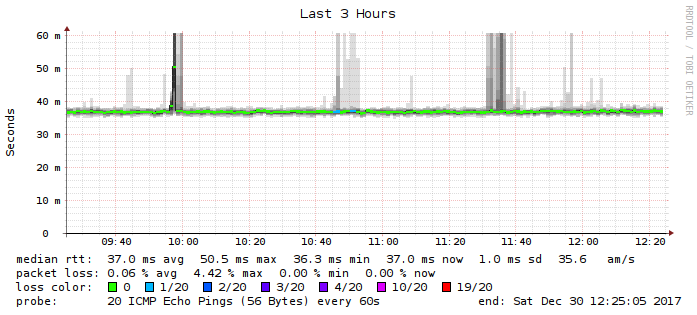 Last 3 Hours
RRDTOOL / TOBI OETIKER
Seconds
60 m
50 m
40 m
30 m
20 m
10 m
0
09:40 10:00 10:20 10:40 11:00 11:20 11:40 12:00 12:20
median rtt: 37.0 ms avg 50.5 ms max 36.3 ms min 37.0 ms now 1.0 ms sd 35.6 am/s
packet loss: 0.06 % avg 4.42 % max 0.00 % min 0.00 % now
loss color: 0 1/20 2/20 3/20 4/20 10/20 19/20
probe: 20 ICMP Echo Pings (56 Bytes) every 60s end: Sat Dec 30 12:25:05 2017